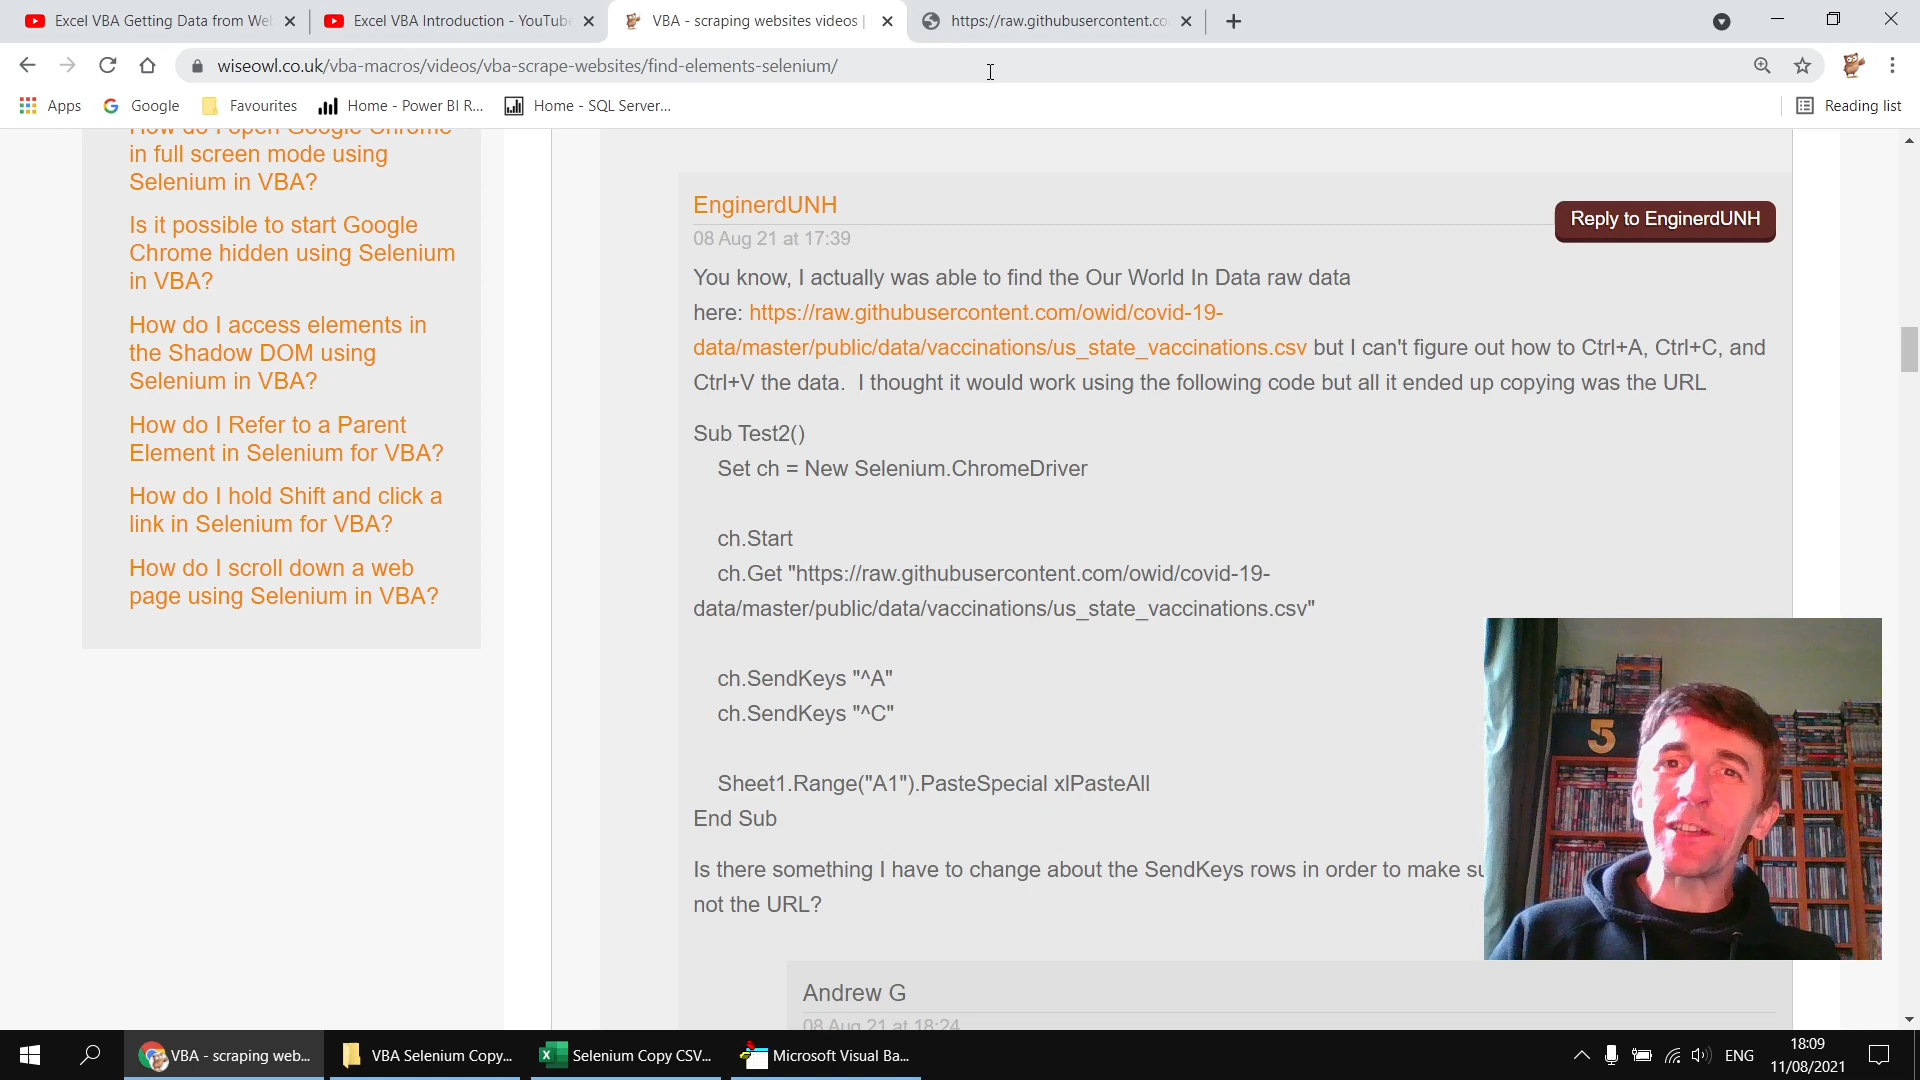 Excel VBA Getting Data from We
Excel VBA Introduction - YouTube
VBA - scraping websites videos |
https://raw.githubusercontent.co
wiseowl.co.uk/vba-macros/videos/vba-scrape-websites/find-elements-selenium/
Apps
Google
Favourites
Home - Power BI R...
Home - SQL Server...
Reading list
How do I open Google Chrome
in full screen mode using
Selenium in VBA?
Is it possible to start Google
Chrome hidden using Selenium
in VBA?
How do I access elements in
the Shadow DOM using
Selenium in VBA?
How do I Refer to a Parent
Element in Selenium for VBA?
How do I hold Shift and click a
link in Selenium for VBA?
How do I scroll down a web
page using Selenium in VBA?
EnginerdUNH
Reply to EnginerdUNH
08 Aug 21 at 17:39
You know, I actually was able to find the Our World In Data raw data
here: https://raw.githubusercontent.com/owid/covid-19-
data/master/public/data/vaccinations/us_state_vaccinations.csv but I can't figure out how to Ctrl+A, Ctrl+C, and
Ctrl+V the data.  I thought it would work using the following code but all it ended up copying was the URL
Sub Test2()
Set ch = New Selenium.ChromeDriver
ch.Start
ch.Get "https://raw.githubusercontent.com/owid/covid-19-
data/master/public/data/vaccinations/us_state_vaccinations.csv"
ch.SendKeys "^A"
ch.SendKeys "^C"
Sheet1.Range("A1").PasteSpecial xlPasteAll
End Sub
Is there something I have to change about the SendKeys rows in order to make su
not the URL?
5
Andrew G
08 Aug 21 at 18:24
VBA - scraping web...
VBA Selenium Copy...
Selenium Copy CSV...
Microsoft Visual Ba...
ENG
18:09
11/08/2021